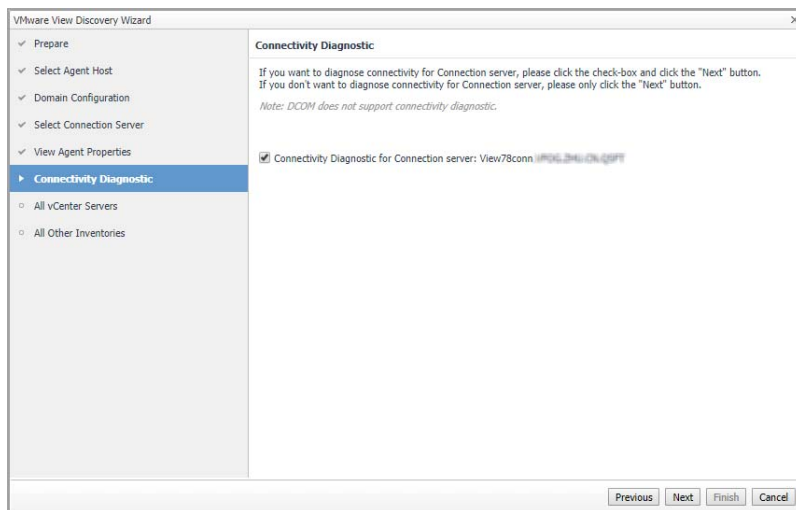 VMware View Discovery Wizard
Prepare
Select Agent Host
Domain Configuration
Select Connection Server
View Agent Properties
Connectivity Diagnostic
All vCenter Servers
All Other Inventories
Connectivity Diagnostic
If you want to diagnose connectivity for Connection server, please click the check-box and click the "Next" button.
If you don't want to diagnose connectivity for Connection server, please only click the "Next" button.
Note: DCOM does not support connectivity diagnostic.
Connectivity Diagnostic for Connection server: View78conn
Previous Next Finish Cancel